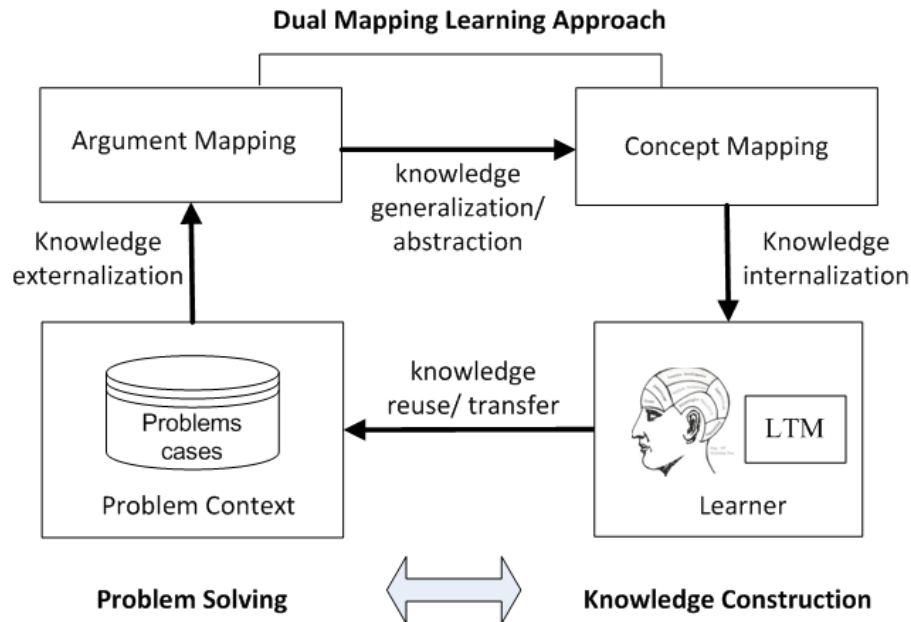 Dual Mapping Learning Approach
Argument Mapping
Concept Mapping
knowledge
generalization/
abstraction
Knowledge
externalization
Knowledge
internalization
Problems
cases
Problem Context
knowledge
reuse/ transfer
LTM
Learner
Problem Solving
Knowledge Construction